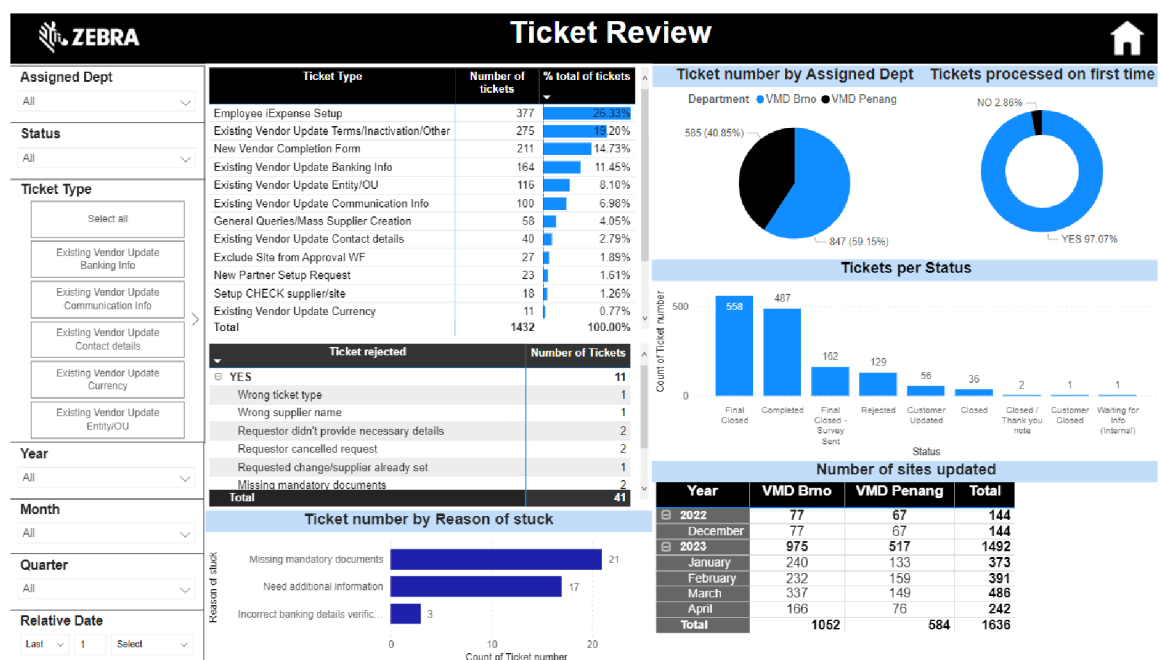 ZEBRA
Ticket Review
Assigned Dept
All
Status
All
Ticket Type
Select all
Existing Vendor Update
Banking Info
Existing Vendor Update
Communication Info
Existing Vendor Update
Contact details
Existing Vendor Update
Currency
Existing Vendor Update
Entity/OU
Year
All
Month
All
Quarter
All
Relative Date
Last 1 Select
Ticket Type Number of tickets % total of tickets
Employee iExpense Setup 377 26.33%
Existing Vendor Update Terms/Inactivation/Other 275 19.20%
New Vendor Completion Form 211 14.73%
Existing Vendor Update Banking Info 164 11.45%
Existing Vendor Update Entity/OU 116 8.10%
Existing Vendor Update Communication Info 100 6.98%
General Queries/Mass Supplier Creation 58 4.05%
Existing Vendor Update Contact details 40 2.79%
Exclude Site from Approval WF 27 1.89%
New Partner Setup Request 23 1.61%
Setup CHECK supplier/site 18 1.26%
Existing Vendor Update Currency 11 0.77%
Total 1432 100.00%
Ticket rejected Number of Tickets
YES 11
Wrong ticket type 1
Wrong supplier name 1
Requestor didn't provide necessary details 2
Requestor cancelled request 2
Requested change/supplier already set 1
Missing mandatory documents 2
Total 41
Ticket number by Reason of stuck
Reason of stuck
Missing mandatory documents 21
Need additional information 17
Incorrect banking details verific... 3
0 10 20
Count of Ticket number
Ticket number by Assigned Dept
Department VMD Brno VMD Penang
585 (40.85%)
847 (59.15%)
Tickets processed on first time
NO 2.86%
YES 97.07%
Tickets per Status
Count of Ticket number
500
0
558
487
162
129
56
36
2
1
1
Final
Closed
Completed
Final
Closed -
Survey
Sent
Rejected
Customer
Updated
Closed
Closed /
Thank you
note
Customer
Closed
Waiting for
Info
(Internal)
Status
Number of sites updated
Year VMD Brno VMD Penang Total
2022 77 67 144
December 77 67 144
2023 975 517 1492
January 240 133 373
February 232 159 391
March 337 149 486
April 166 76 242
Total 1052 584 1636